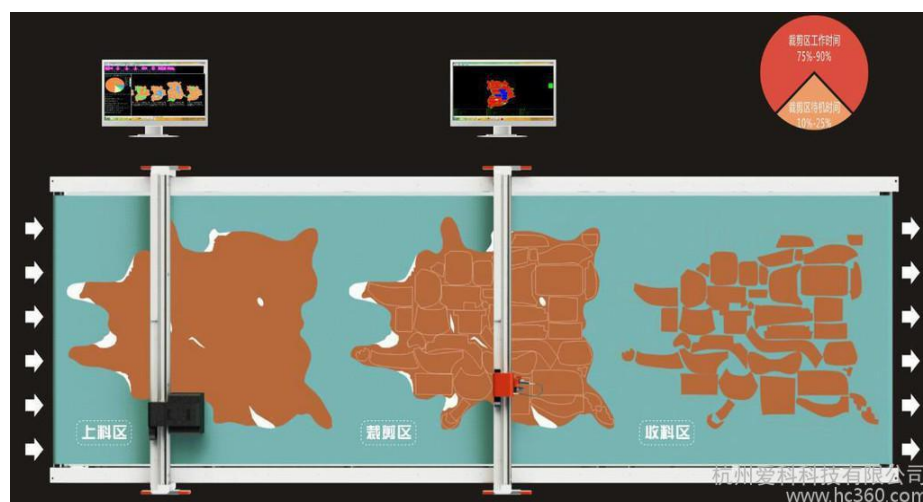 裁剪区工作时间
75%-90%
裁剪区待机时间
10%-25%
上料区
裁剪区
收料区
杭州爱科科技有限公司
www.hc360.com